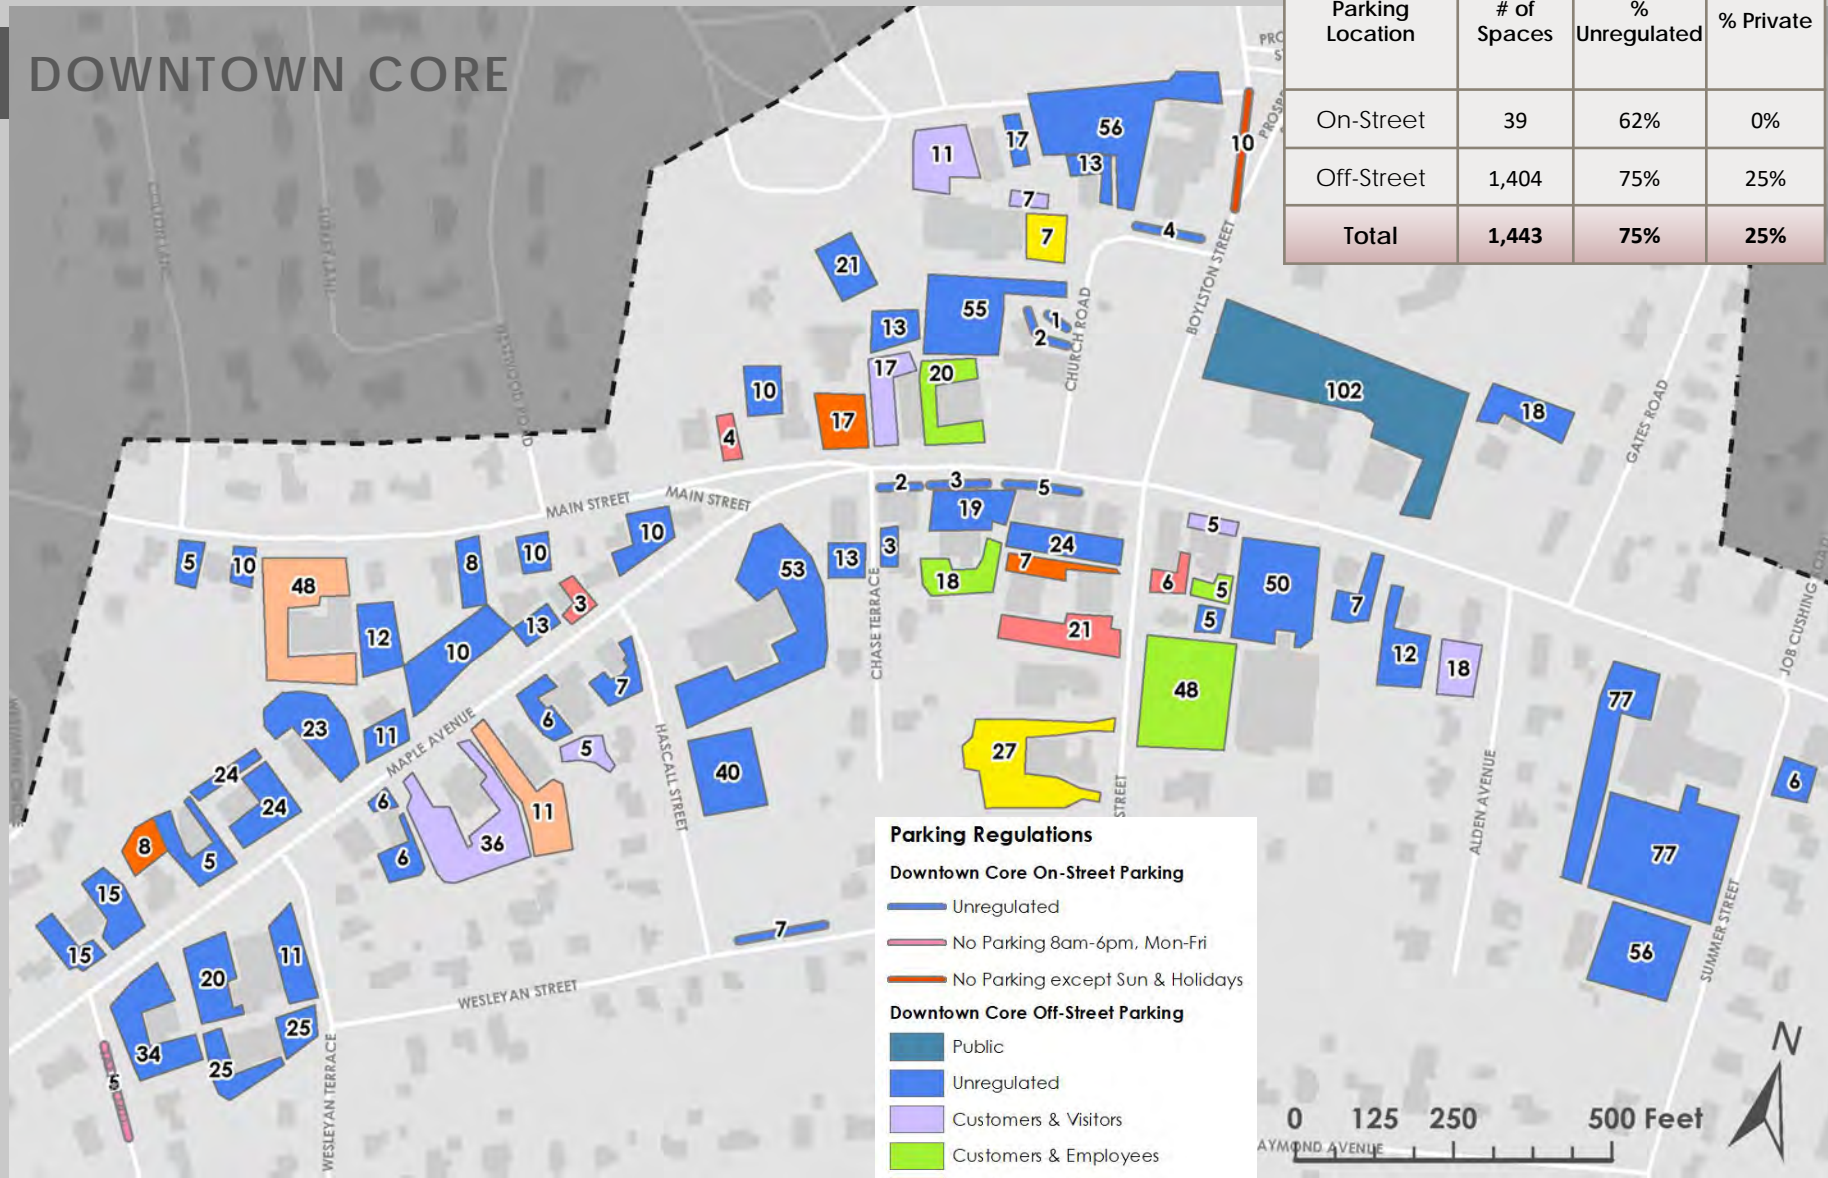 DOWNTOWN CORE
Parking Location
# of Spaces
% Unregulated
% Private
On-Street
39
62%
0%
Off-Street
1,404
75%
25%
Total
1,443
75%
25%
56
17
11
13
10
7
7
4
21
55
1
2
13
17
20
10
17
4
102
18
CHURCH ROAD
BOYLSTON STREET
GATES ROAD
MAIN STREET
MAIN STREET
2
3
5
19
24
7
18
3
13
53
10
10
8
5
10
48
12
10
13
3
5
6
5
5
50
7
12
18
21
48
27
CHASE TERRACE
7
6
5
11
36
6
6
40
HASCALL STREET
MAPLE AVENUE
11
23
24
24
8
5
15
15
77
77
56
6
JOB CUSHING ROAD
ALDEN AVENUE
SUMMER STREET
STREET
7
WESLEYAN STREET
WESLEYAN TERRACE
11
20
25
25
34
5
Parking Regulations
Downtown Core On-Street Parking
Unregulated
No Parking 8am-6pm, Mon-Fri
No Parking except Sun & Holidays
Downtown Core Off-Street Parking
Public
Unregulated
Customers & Visitors
Customers & Employees
N
0 125 250 500 Feet
AYMOND AVENUE